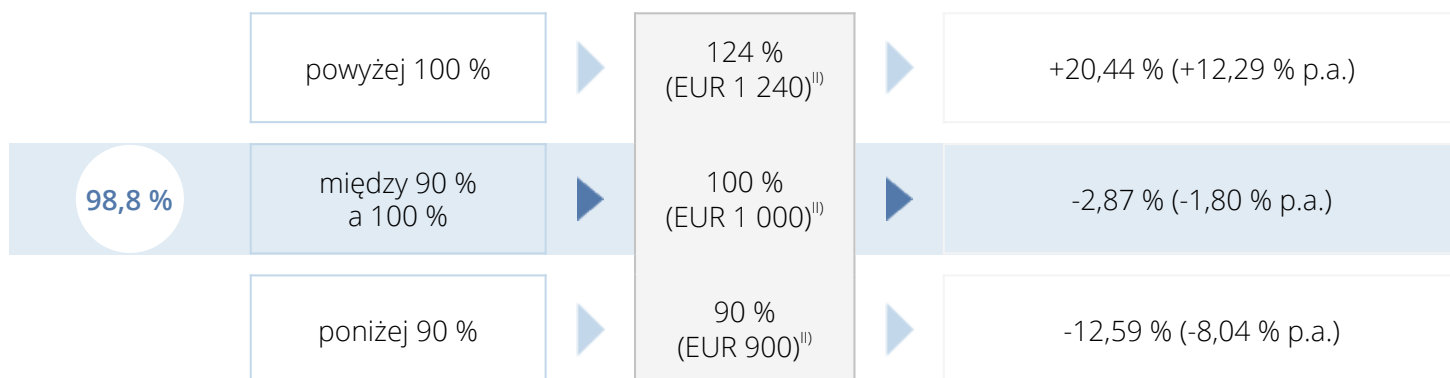 powyżej 100 %
124 %
(EUR 1 240)II)
+20,44 % (+12,29 % p.a.)
98,8 %
między 90 %
a 100 %
100 %
(EUR 1 000)II)
-2,87 % (-1,80 % p.a.)
poniżej 90 %
90 %
(EUR 900)II)
-12,59 % (-8,04 % p.a.)